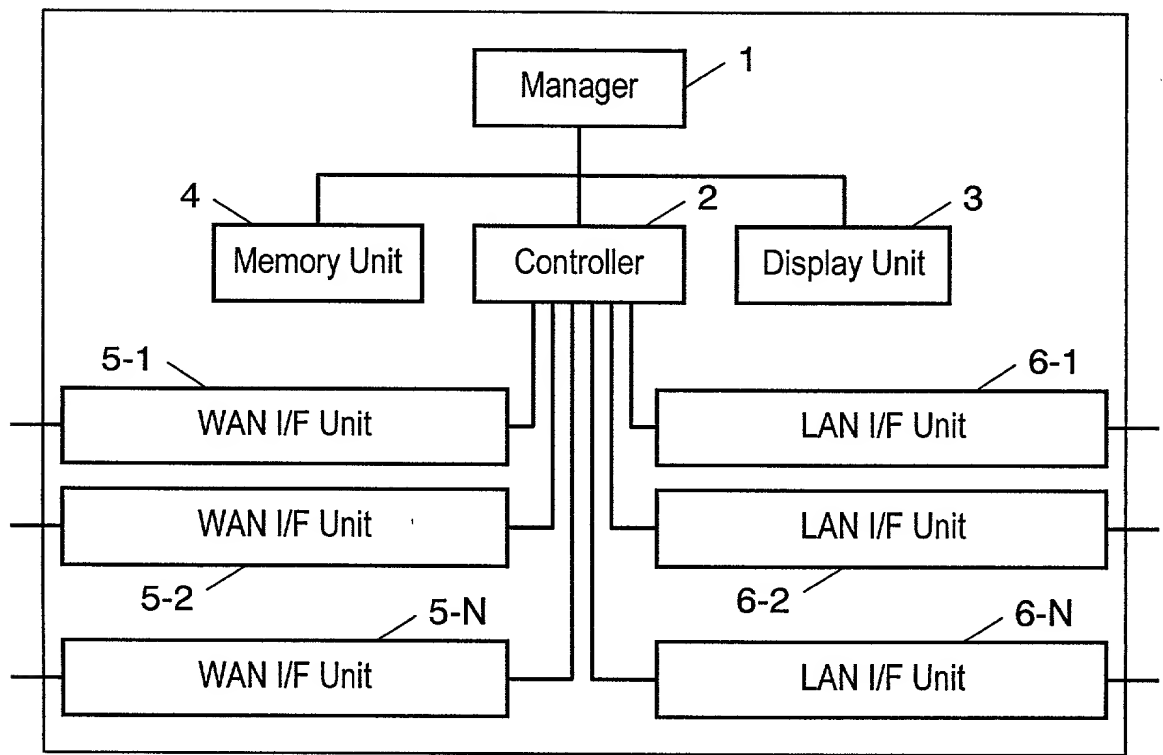 1
Manager
4
2
3
Memory Unit
Controller
Display Unit
5-1
6-1
WAN I/F Unit
LAN I/F Unit
WAN I/F Unit
LAN I/F Unit
5-2
5-N
6-2
6-N
WAN I/F Unit
LAN I/F Unit